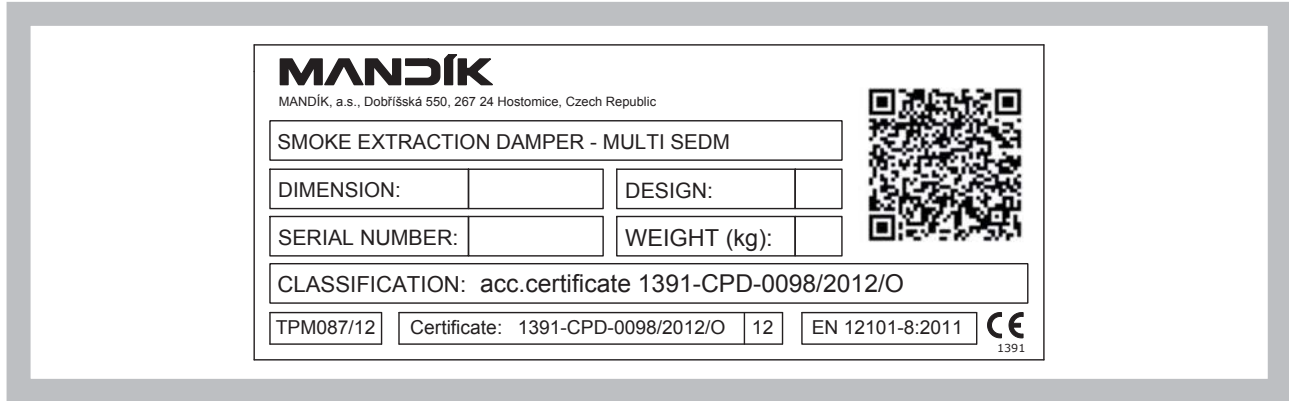 MANDÍK
MANDÍK, a.s., Dobříšská 550, 267 24 Hostomice, Czech Republic
SMOKE EXTRACTION DAMPER - MULTI SEDM
DIMENSION: DESIGN:
SERIAL NUMBER: WEIGHT (kg):
CLASSIFICATION: acc.certificate 1391-CPD-0098/2012/O
TPM087/12 Certificate: 1391-CPD-0098/2012/O 12 EN 12101-8:2011 CE
1391